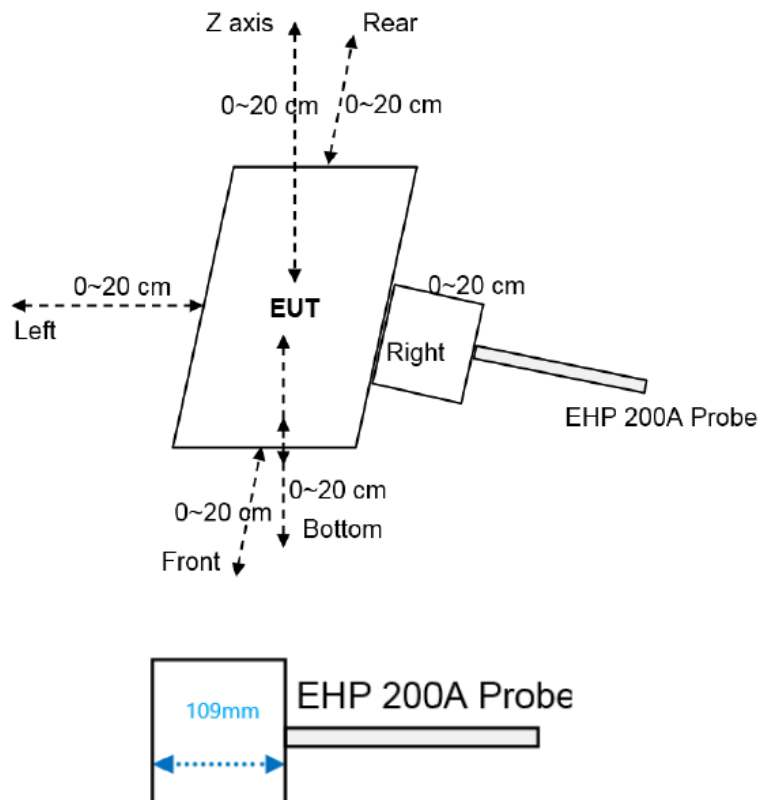 Z axis
Rear
0~20 cm
0~20 cm
0~20 cm
0~20 cm
EUT
Left
Right
EHP 200A Probe
0~20 cm
0~20 cm
Bottom
Front
EHP 200A Probe
109mm